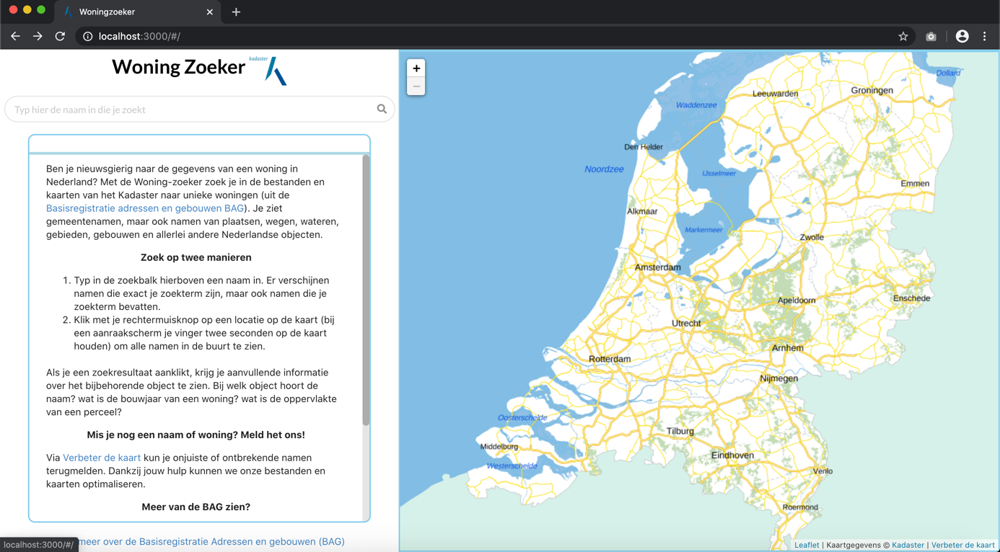 Woningzoeker
localhost:3000/#/
Woning Zoeker
kadaster
Typ hier de naam in die je zoekt
Ben je nieuwsgierig naar de gegevens van een woning in
Nederland? Met de Woning-zoeker zoek je in de bestanden en
kaarten van het Kadaster naar unieke woningen (uit de
Basisregistratie adressen en gebouwen BAG). Je ziet
gemeentenamen, maar ook namen van plaatsen, wegen, wateren,
gebieden, gebouwen en allerlei andere Nederlandse objecten.
Zoek op twee manieren
1. Typ in de zoekbalk hierboven een naam in. Er verschijnen
namen die exact je zoekterm zijn, maar ook namen die je
zoekterm bevatten.
2. Klik met je rechtermuisknop op een locatie op de kaart (bij
een aanraakscherm je vinger twee seconden op de kaart
houden) om alle namen in de buurt te zien.
Als je een zoekresultaat aanklikt, krijg je aanvullende informatie
over het bijbehorende object te zien. Bij welk object hoort de
naam? wat is de bouwjaar van een woning? wat is de oppervlakte
van een perceel?
Mis je nog een naam of woning? Meld het ons!
Via Verbeter de kaart kun je onjuiste of ontbrekende namen
terugmelden. Dankzij jouw hulp kunnen we onze bestanden en
kaarten optimaliseren.
Meer van de BAG zien?
meer over de Basisregistratie Adressen en gebouwen (BAG)
localhost:3000/#/
+
−
Dollard
Groningen
Leeuwarden
Waddenzee
Den Helder
Noordzee
IJsselmeer
Emmen
Alkmaar
Markermeer
Zwolle
Amsterdam
Apeldoorn
Enschede
Utrecht
Arnhem
Rotterdam
Nijmegen
Oosterschelde
Tilburg
Middelburg
Eindhoven
Westerschelde
Venlo
Roermond
Leaflet | Kaartgegevens © Kadaster | Verbeter de kaart